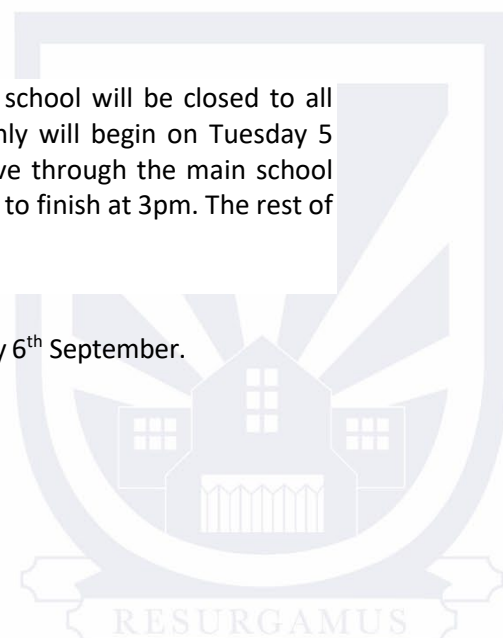 school will be closed to all
nly will begin on Tuesday 5
ve through the main school
to finish at 3pm. The rest of
y 6th September.
RESURGAMUS